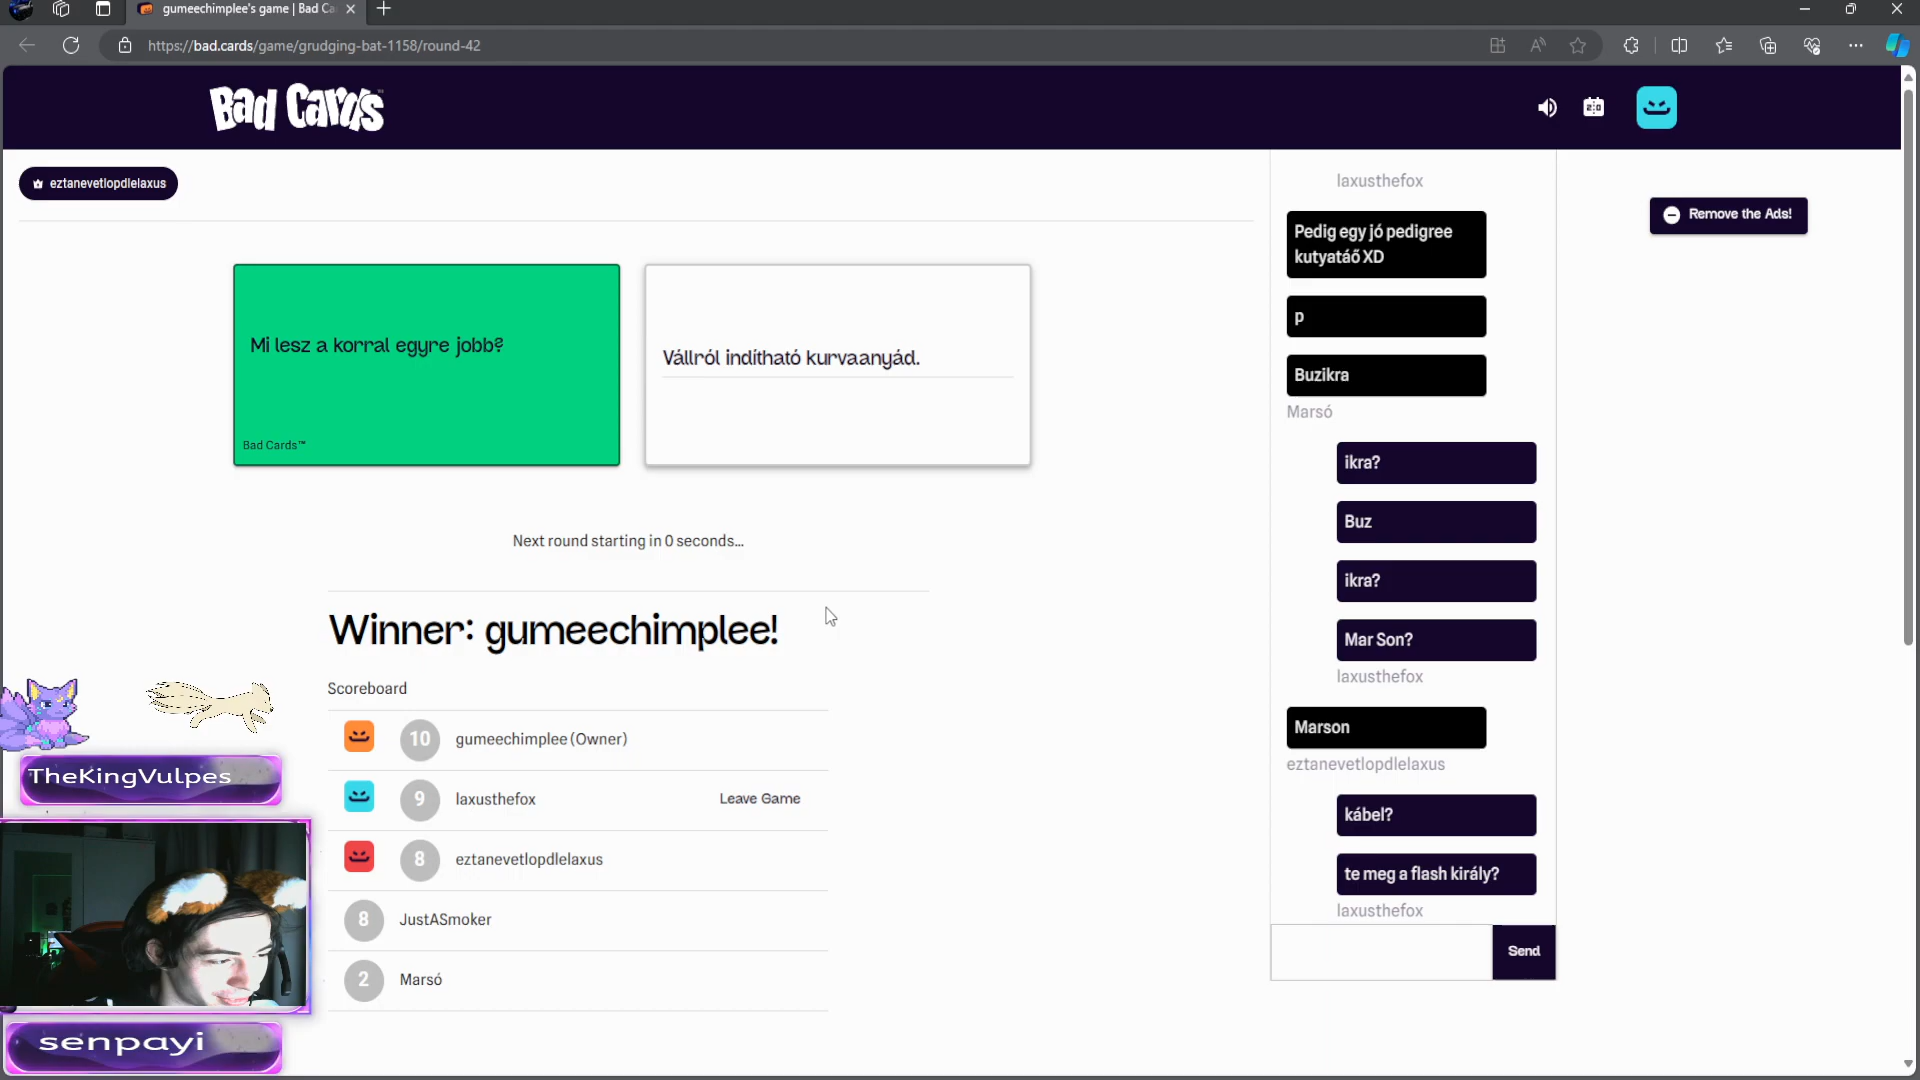 gumeechimplee's game | Bad Ca
https://bad.cards/game/grudging-bat-1158/round-42
Bad Cards
2:0
eztanevetlopdlelaxus
Remove the Ads!
Mi lesz a korral egyre jobb?
Bad Cards™
Vállról indítható kurvaanyád.
Next round starting in 0 seconds...
Winner: gumeechimplee!
Scoreboard
10 gumeechimplee (Owner)
9 laxusthefox Leave Game
8 eztanevetlopdlelaxus
8 JustASmoker
2 Marsó
laxusthefox
Pedig egy jó pedigree
kutyatáő XD
p
Buzikra
Marsó
ikra?
Buz
ikra?
Mar Son?
laxusthefox
Marson
eztanevetlopdlelaxus
kábel?
te meg a flash király?
laxusthefox
Send
TheKingVulpes
senpayi